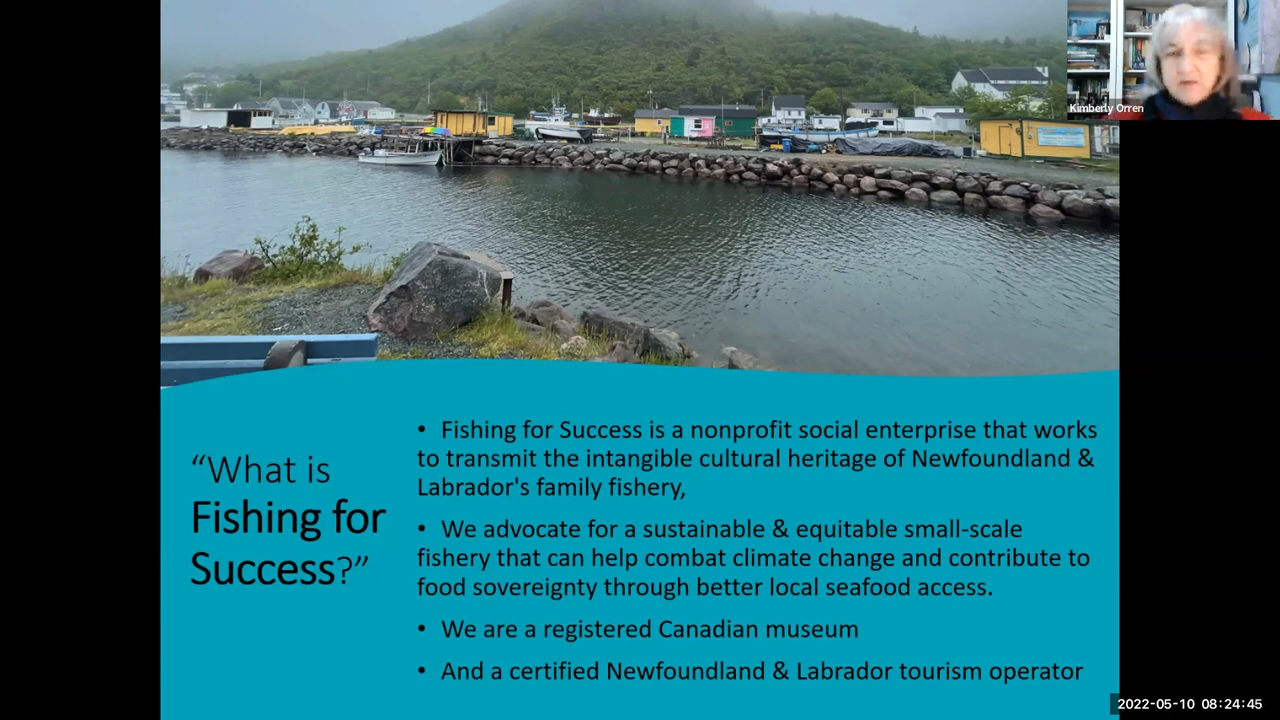 Kimberly Orren
“What is
Fishing for
Success?”
• Fishing for Success is a nonprofit social enterprise that works
to transmit the intangible cultural heritage of Newfoundland &
Labrador's family fishery,
• We advocate for a sustainable & equitable small-scale
fishery that can help combat climate change and contribute to
food sovereignty through better local seafood access.
• We are a registered Canadian museum
• And a certified Newfoundland & Labrador tourism operator
2022-05-10 08:24:45